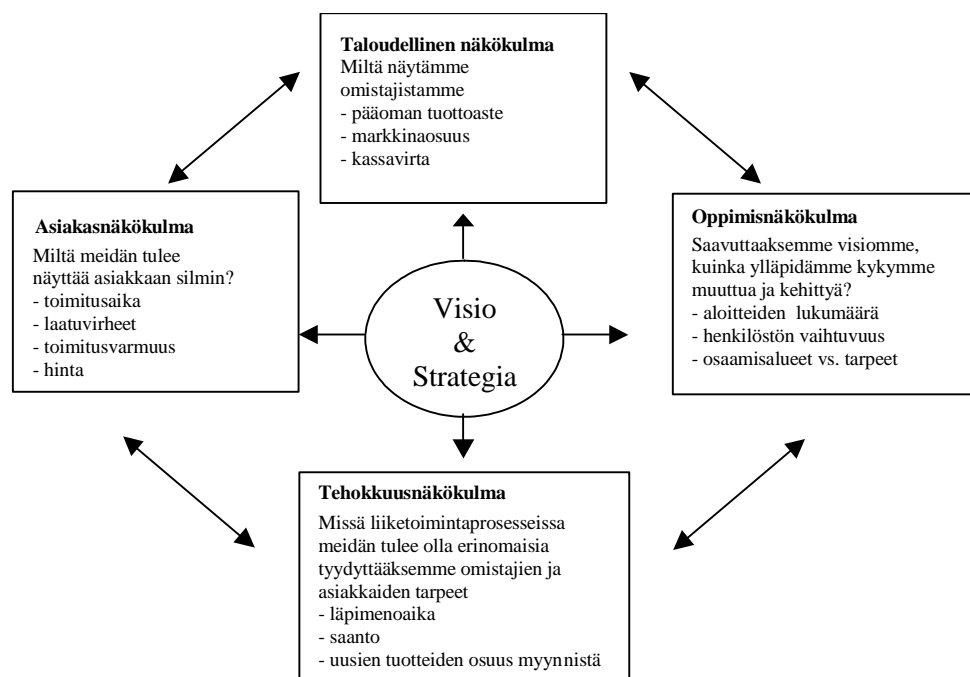 Taloudellinen näkökulma
Miltä näytämme
omistajistamme
- pääoman tuottoaste
- markkinaosuus
- kassavirta
Asiakasnäkökulma
Miltä meidän tulee
näyttää asiakkaan silmin?
- toimitusaika
- laatuvirheet
- toimitusvarmuus
- hinta
Visio
&
Strategia
Oppimisnäkökulma
Saavuttaaksemme visiomme,
kuinka ylläpidämme kykymme
muuttua ja kehittyä?
- aloitteiden lukumäärä
- henkilöstön vaihtuvuus
- osaamisalueet vs. tarpeet
Tehokkuusnäkökulma
Missä liiketoimintaprosesseissa
meidän tulee olla erinomaisia
tyydyttääksemme omistajien ja
asiakkaiden tarpeet
- läpimenoaika
- saanto
- uusien tuotteiden osuus myynnistä